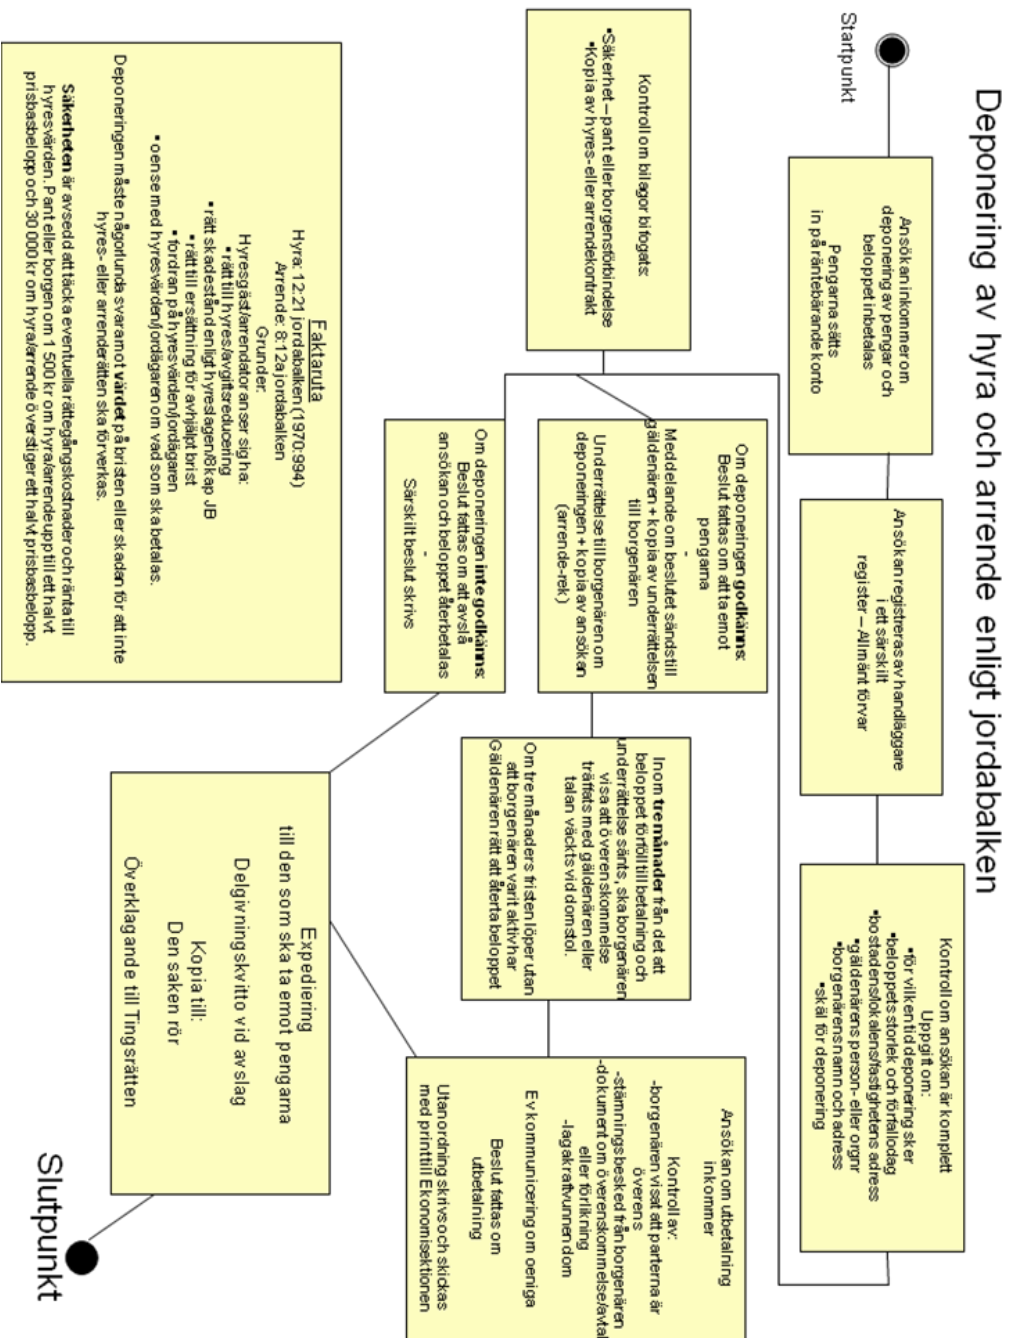 Deponering av hyra och arrende enligt jordabalken
Startpunkt
Ansökan inkommer om
deponering av pengar och
beloppet inbetalas
Pengarna sätts
in på räntebärande konto
Ansökan registreras av handläggare
i ett särskilt
register – Allmänt förvar
Kontroll om ansökan är komplett
Uppgift om:
•för vilken tid deponering sker
•beloppets storlek och förfallodag
•bostadens/lokalens/fastighetens adress
•gäldenärens person- eller orgnr
•borgenärens namn och adress
•skäl för deponering
Kontroll om bilagor bifogats:
•Säkerhet – pant eller borgensförbindelse
•Kopia av hyres- eller arrendekontrakt
Om deponeringen godkänns:
Beslut fattas om att ta emot
pengarna
-
Meddelande om beslutet sänds till
gäldenären + kopia av underrättelsen
till borgenären
Underrättelse till borgenären om
deponeringen + kopia av ansökan
(arrende-rek)
Om deponeringen inte godkänns:
Beslut fattas om att avslå
ansökan och beloppet återbetalas
-
Särskilt beslut skrivs
Inom tre månader från det att
beloppet förföll till betalning och
underrättelse sänts, ska borgenären
visa att överenskommelse
träffats med gäldenären eller
talan väckts vid domstol.
Om tre månaders fristen löper utan
att borgenären varit aktiv har
Gäldenären rätt att återta beloppet
Ansökan om utbetalning
inkommer
Kontroll av:
-borgenären visat att parterna är
överens
-stämningsbesked från borgenären
-dokument om överenskommelse/avtal
eller förlikning
-lagakraftvunnen dom
Ev kommunicering om oeniga
Beslut fattas om
utbetalning
Utanordning skrivs och skickas
med print till Ekonomisektionen
Expediering
till den som ska ta emot pengarna
Delgivningskvitto vid avslag
Kopia till:
Den saken rör
Överklagande till Tingsrätten
Slutpunkt
Faktaruta
Hyra: 12:21 jordabalken (1970:994)
Arrende: 8:12a jordabalken
Grunder:
Hyresgäst/arrendator anser sig ha:
•rätt till hyres/avgiftsreducering
•rätt skadestånd enligt hyreslagen/8 kap JB
•rätt till ersättning för avhjälpt brist
•fordran på hyresvärden/jordägaren
•oense med hyresvärden/jordägaren om vad som ska betalas.
Deponeringen måste någorlunda svara mot värdet på bristen eller skadan för att inte
hyres- eller arrenderätten ska förverkas.
Säkerheten är avsedd att täcka eventuella rättegångskostnader och ränta till
hyresvärden. Pant eller borgen om 1 500 kr om hyra/arrende upp till ett halvt
prisbasbelopp och 30 000 kr om hyra/arrende överstiger ett halvt prisbasbelopp.